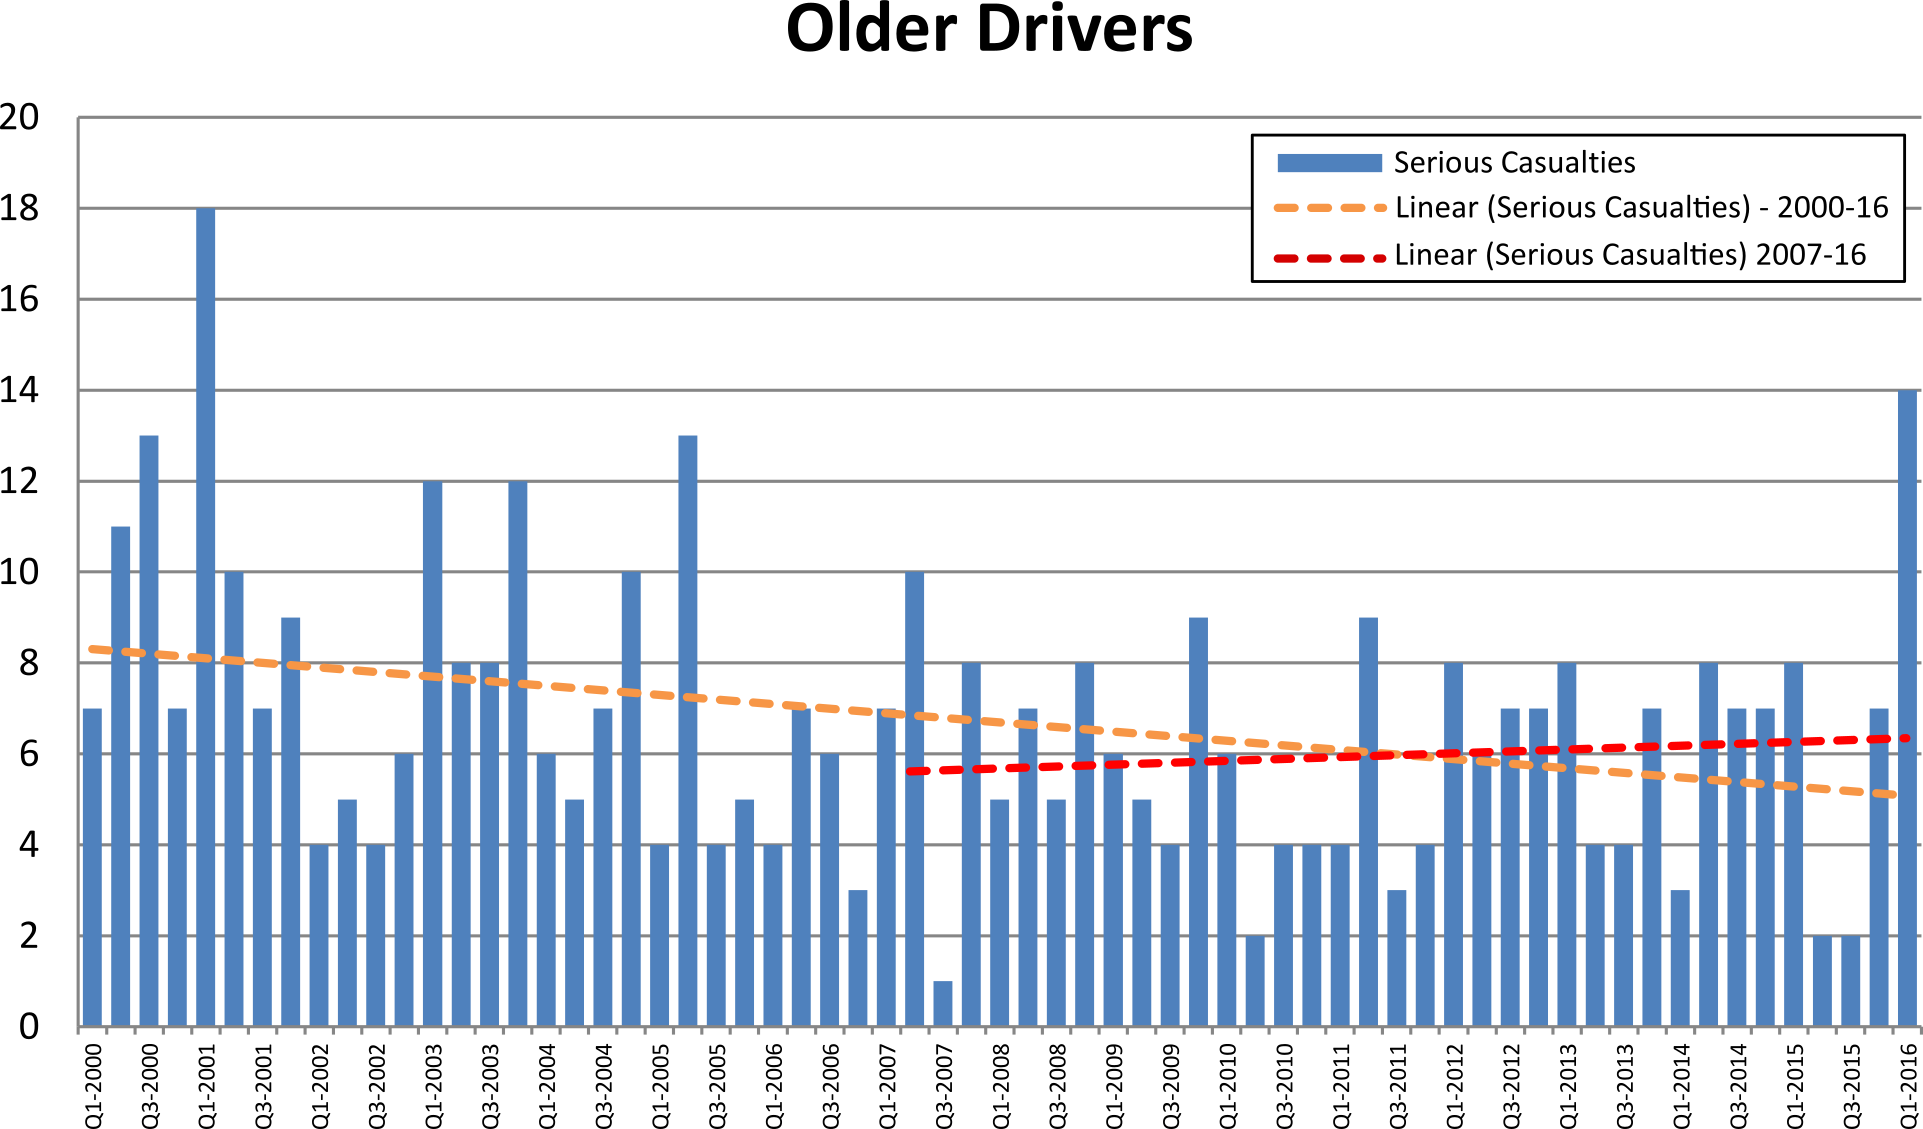 Older Drivers
20
18
16
14
12
10
8
6
4
2
0
Serious Casualties
Linear (Serious Casualties) - 2000-16
Linear (Serious Casualties) 2007-16
Q1-2000
Q3-2000
Q1-2001
Q3-2001
Q1-2002
Q3-2002
Q1-2003
Q3-2003
Q1-2004
Q3-2004
Q1-2005
Q3-2005
Q1-2006
Q3-2006
Q1-2007
Q3-2007
Q1-2008
Q3-2008
Q1-2009
Q3-2009
Q1-2010
Q3-2010
Q1-2011
Q3-2011
Q1-2012
Q3-2012
Q1-2013
Q3-2013
Q1-2014
Q3-2014
Q1-2015
Q3-2015
Q1-2016